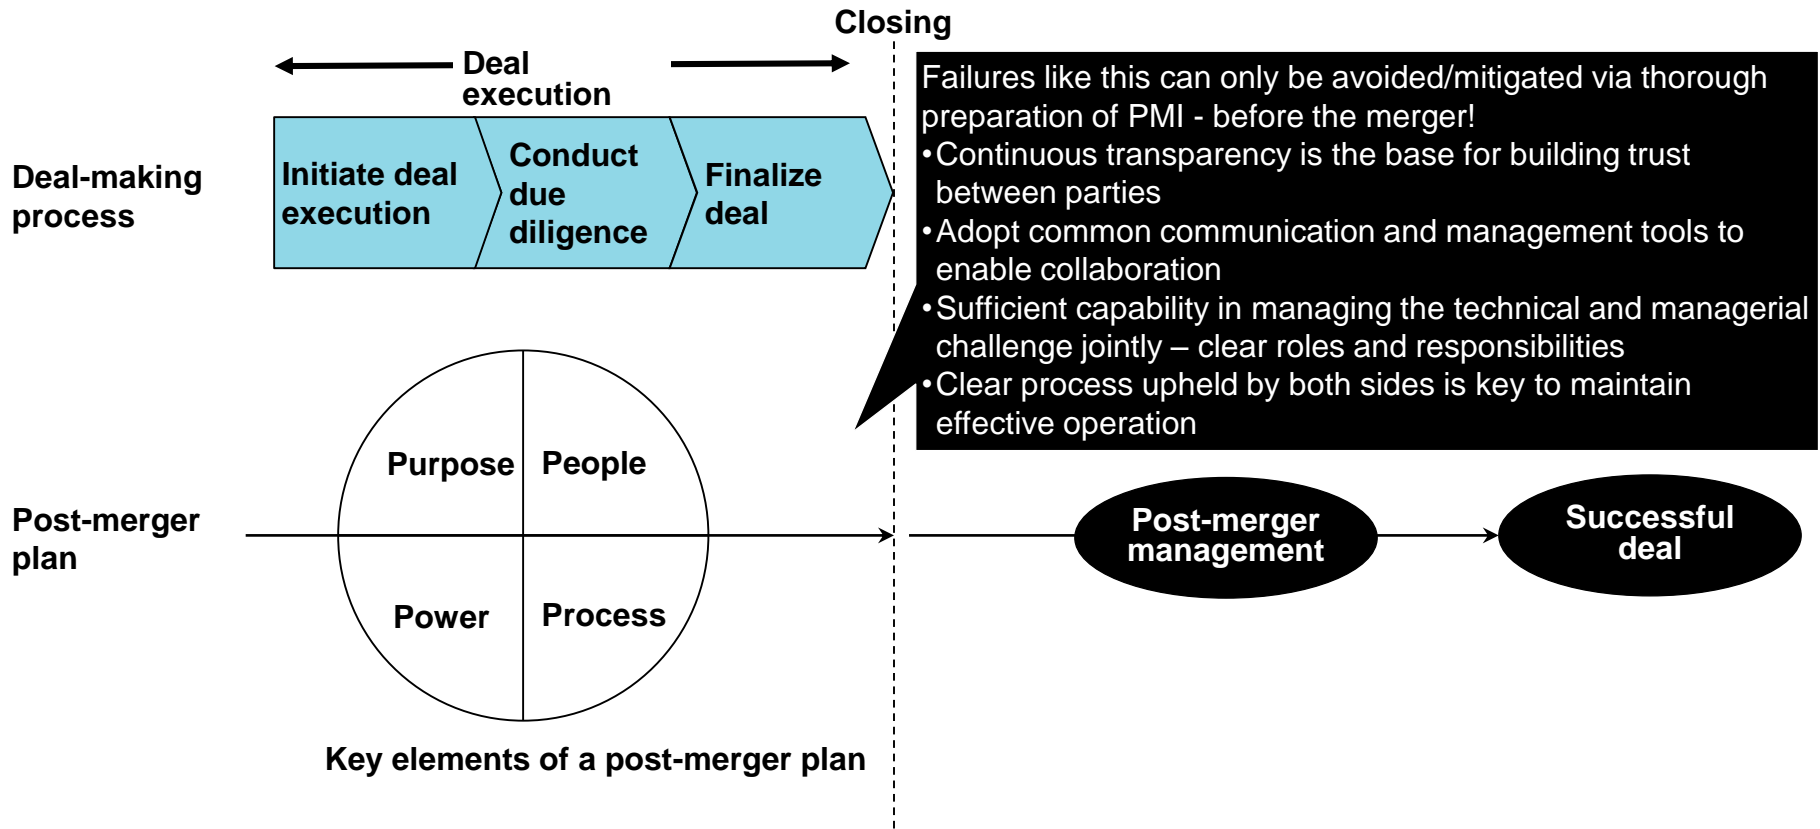 Closing
Deal
execution
Deal-making
process
Initiate deal
execution
Conduct
due
diligence
Finalize
deal
Failures like this can only be avoided/mitigated via thorough
preparation of PMI - before the merger!
•Continuous transparency is the base for building trust
between parties
•Adopt common communication and management tools to
enable collaboration
•Sufficient capability in managing the technical and managerial
challenge jointly – clear roles and responsibilities
•Clear process upheld by both sides is key to maintain
effective operation
Post-merger
plan
Purpose
People
Power
Process
Key elements of a post-merger plan
Post-merger
management
Successful
deal